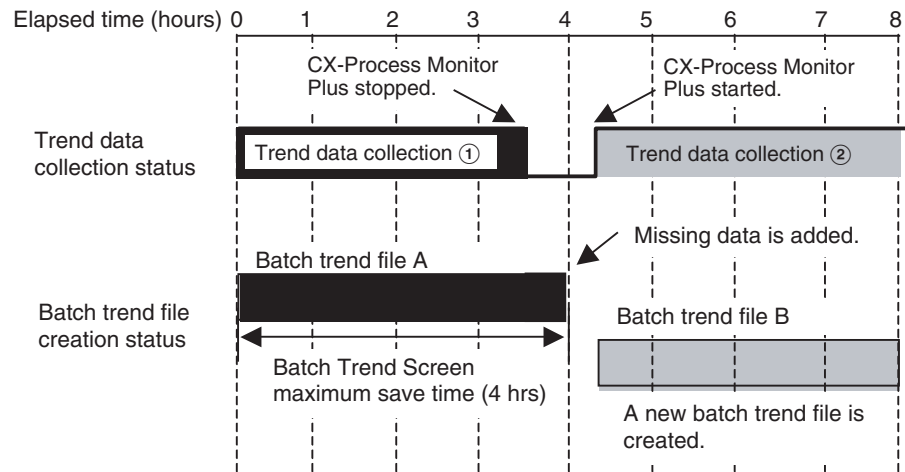 Elapsed time (hours) 0 1 2 3 4 5 6 7 8
CX-Process Monitor
Plus stopped.
CX-Process Monitor
Plus started.
Trend data
collection status
Trend data collection ①
Trend data collection ②
Missing data is added.
Batch trend file A
Batch trend file
creation status
Batch trend file B
Batch Trend Screen
maximum save time (4 hrs)
A new batch trend file is
created.